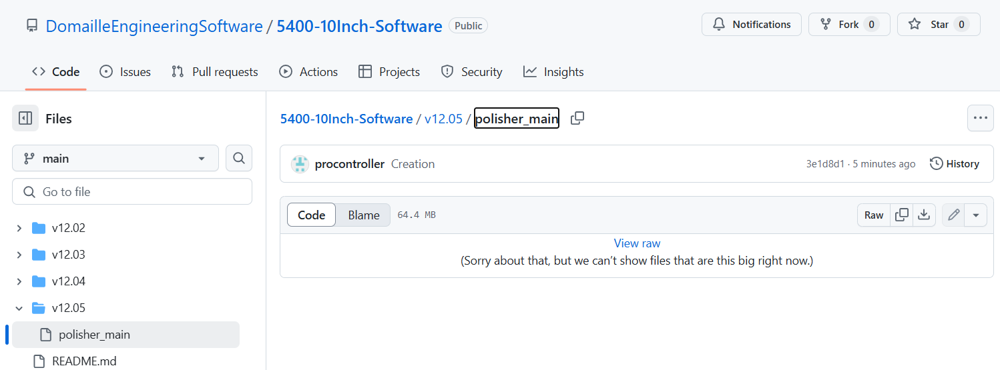 DomailleEngineeringSoftware / 5400-10Inch-Software Public
Notifications Fork 0 Star 0
Code Issues Pull requests Actions Projects Security Insights
Files
main
Go to file
v12.02
v12.03
v12.04
v12.05
polisher_main
README.md
5400-10Inch-Software / v12.05 / polisher_main
procontroller Creation 3e1d8d1 · 5 minutes ago History
Code Blame 64.4 MB Raw
View raw
(Sorry about that, but we can’t show files that are this big right now.)